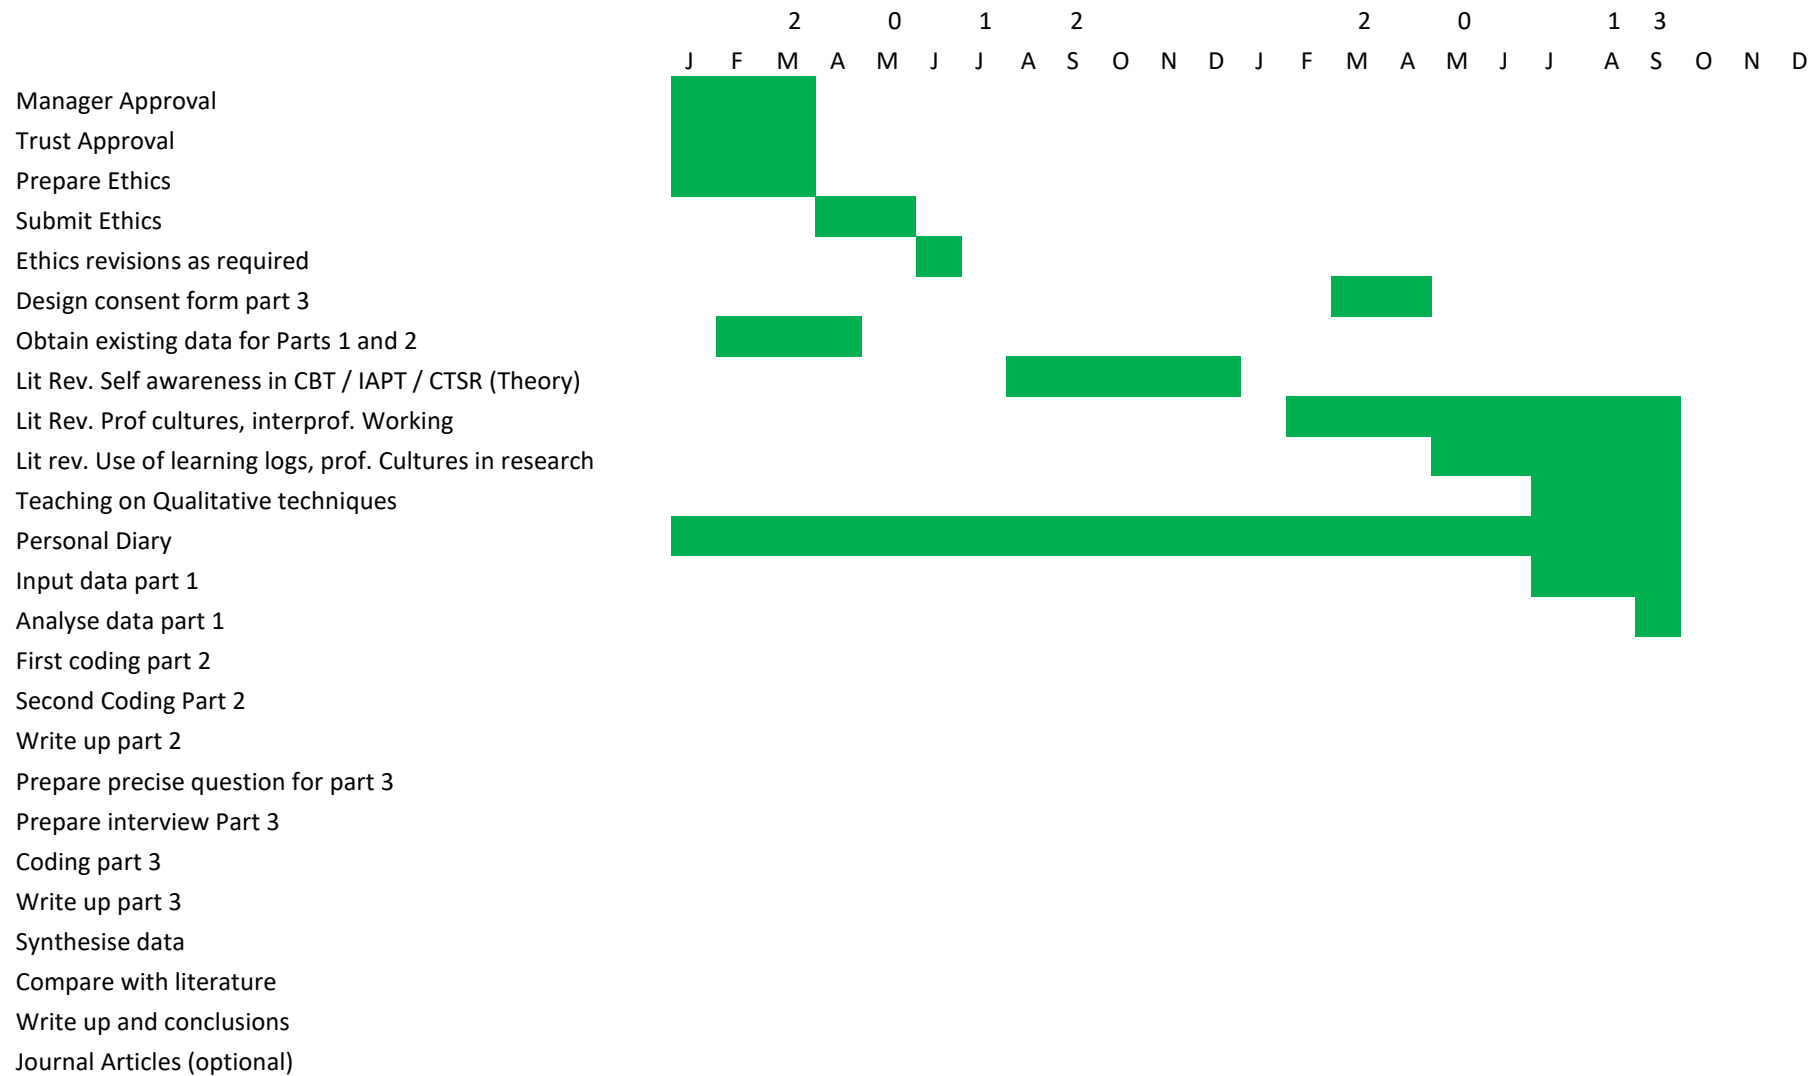 2 0 1 2 2 0 1 3
J F M A M J J A S O N D J F M A M J J A S O N D
Manager Approval
Trust Approval
Prepare Ethics
Submit Ethics
Ethics revisions as required
Design consent form part 3
Obtain existing data for Parts 1 and 2
Lit Rev. Self awareness in CBT / IAPT / CTSR (Theory)
Lit Rev. Prof cultures, interprof. Working
Lit rev. Use of learning logs, prof. Cultures in research
Teaching on Qualitative techniques
Personal Diary
Input data part 1
Analyse data part 1
First coding part 2
Second Coding Part 2
Write up part 2
Prepare precise question for part 3
Prepare interview Part 3
Coding part 3
Write up part 3
Synthesise data
Compare with literature
Write up and conclusions
Journal Articles (optional)